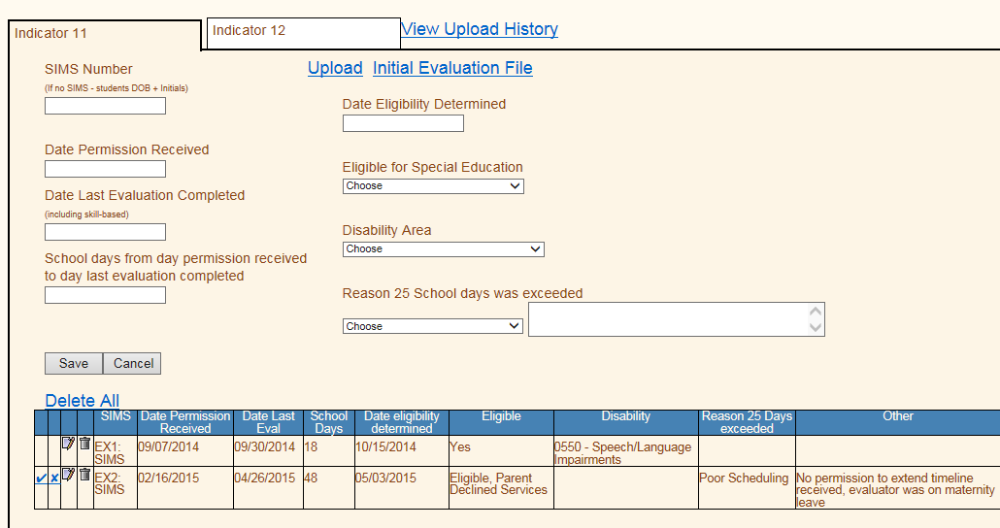 Indicator 11
Indicator 12
View Upload History
SIMS Number
(If no SIMS - students DOB + Initials)
Upload Initial Evaluation File
Date Eligibility Determined
Date Permission Received
Eligible for Special Education
Choose
Date Last Evaluation Completed
(including skill-based)
Disability Area
Choose
School days from day permission received
to day last evaluation completed
Reason 25 School days was exceeded
Choose
Save Cancel
Delete All
SIMS Date Permission Received Date Last Eval School Days Date eligibility determined Eligible Disability Reason 25 Days exceeded Other
EX1: SIMS 09/07/2014 09/30/2014 18 10/15/2014 Yes 0550 - Speech/Language Impairments
EX2: SIMS 02/16/2015 04/26/2015 48 05/03/2015 Eligible, Parent Declined Services Poor Scheduling No permission to extend timeline received, evaluator was on maternity leave